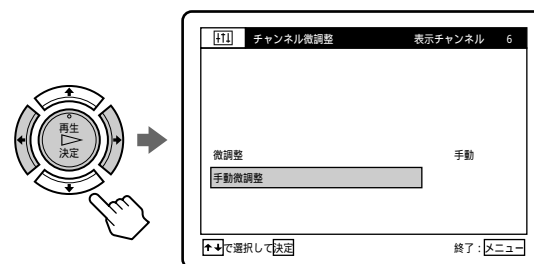 チャンネル微調整 表示チャンネル 6
再生
決定
微調整 手動
手動微調整
で選択して決定 終了：メニュー